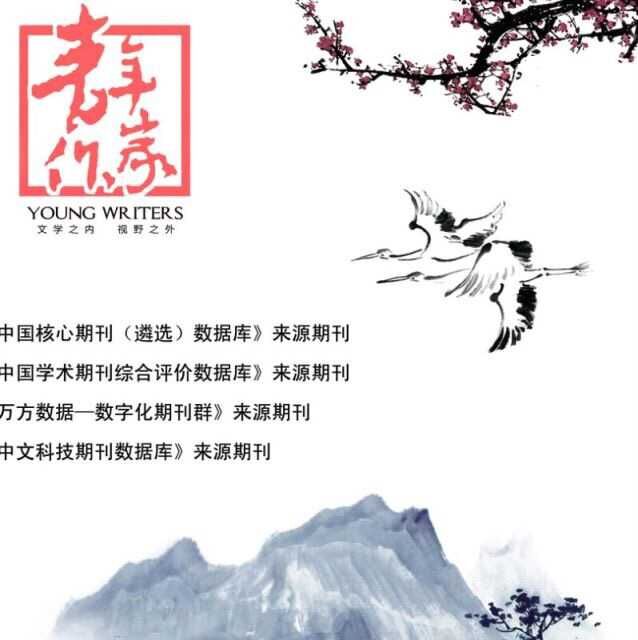 青年
作家
YOUNG WRITERS
文学之内 视野之外
中国核心期刊（遴选）数据库》来源期刊
中国学术期刊综合评价数据库》来源期刊
万方数据—数字化期刊群》来源期刊
中文科技期刊数据库》来源期刊